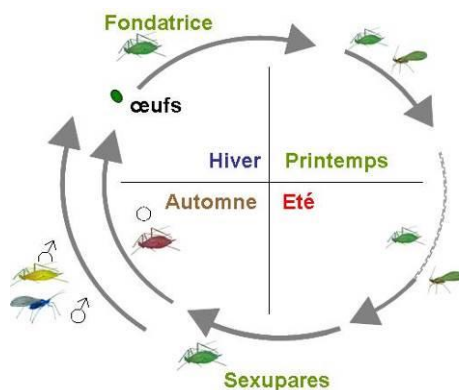 Fondatrice
œufs
Hiver
Printemps
Automne
Eté
Sexupares